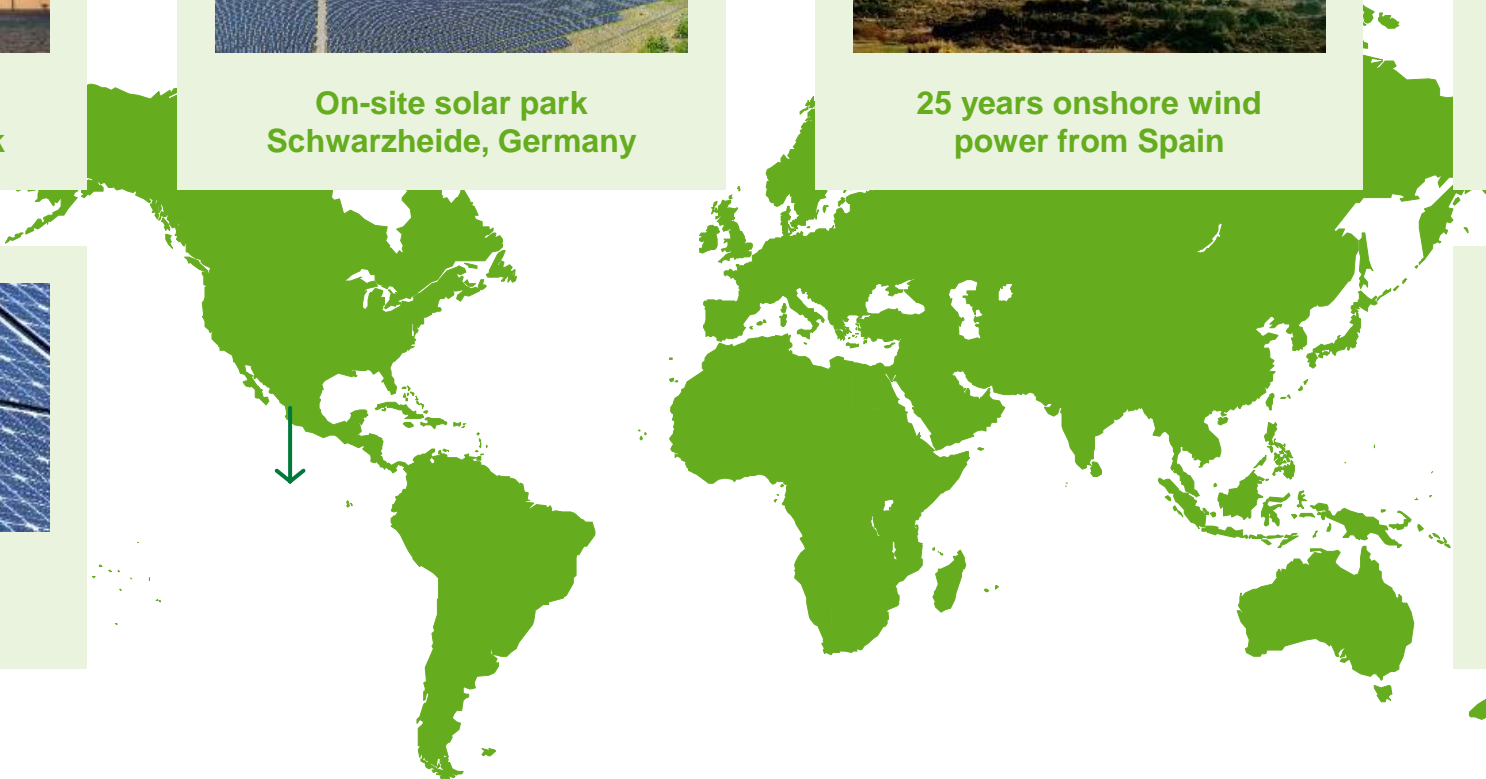 On-site solar park
Schwarzheide, Germany
25 years onshore wind
power from Spain